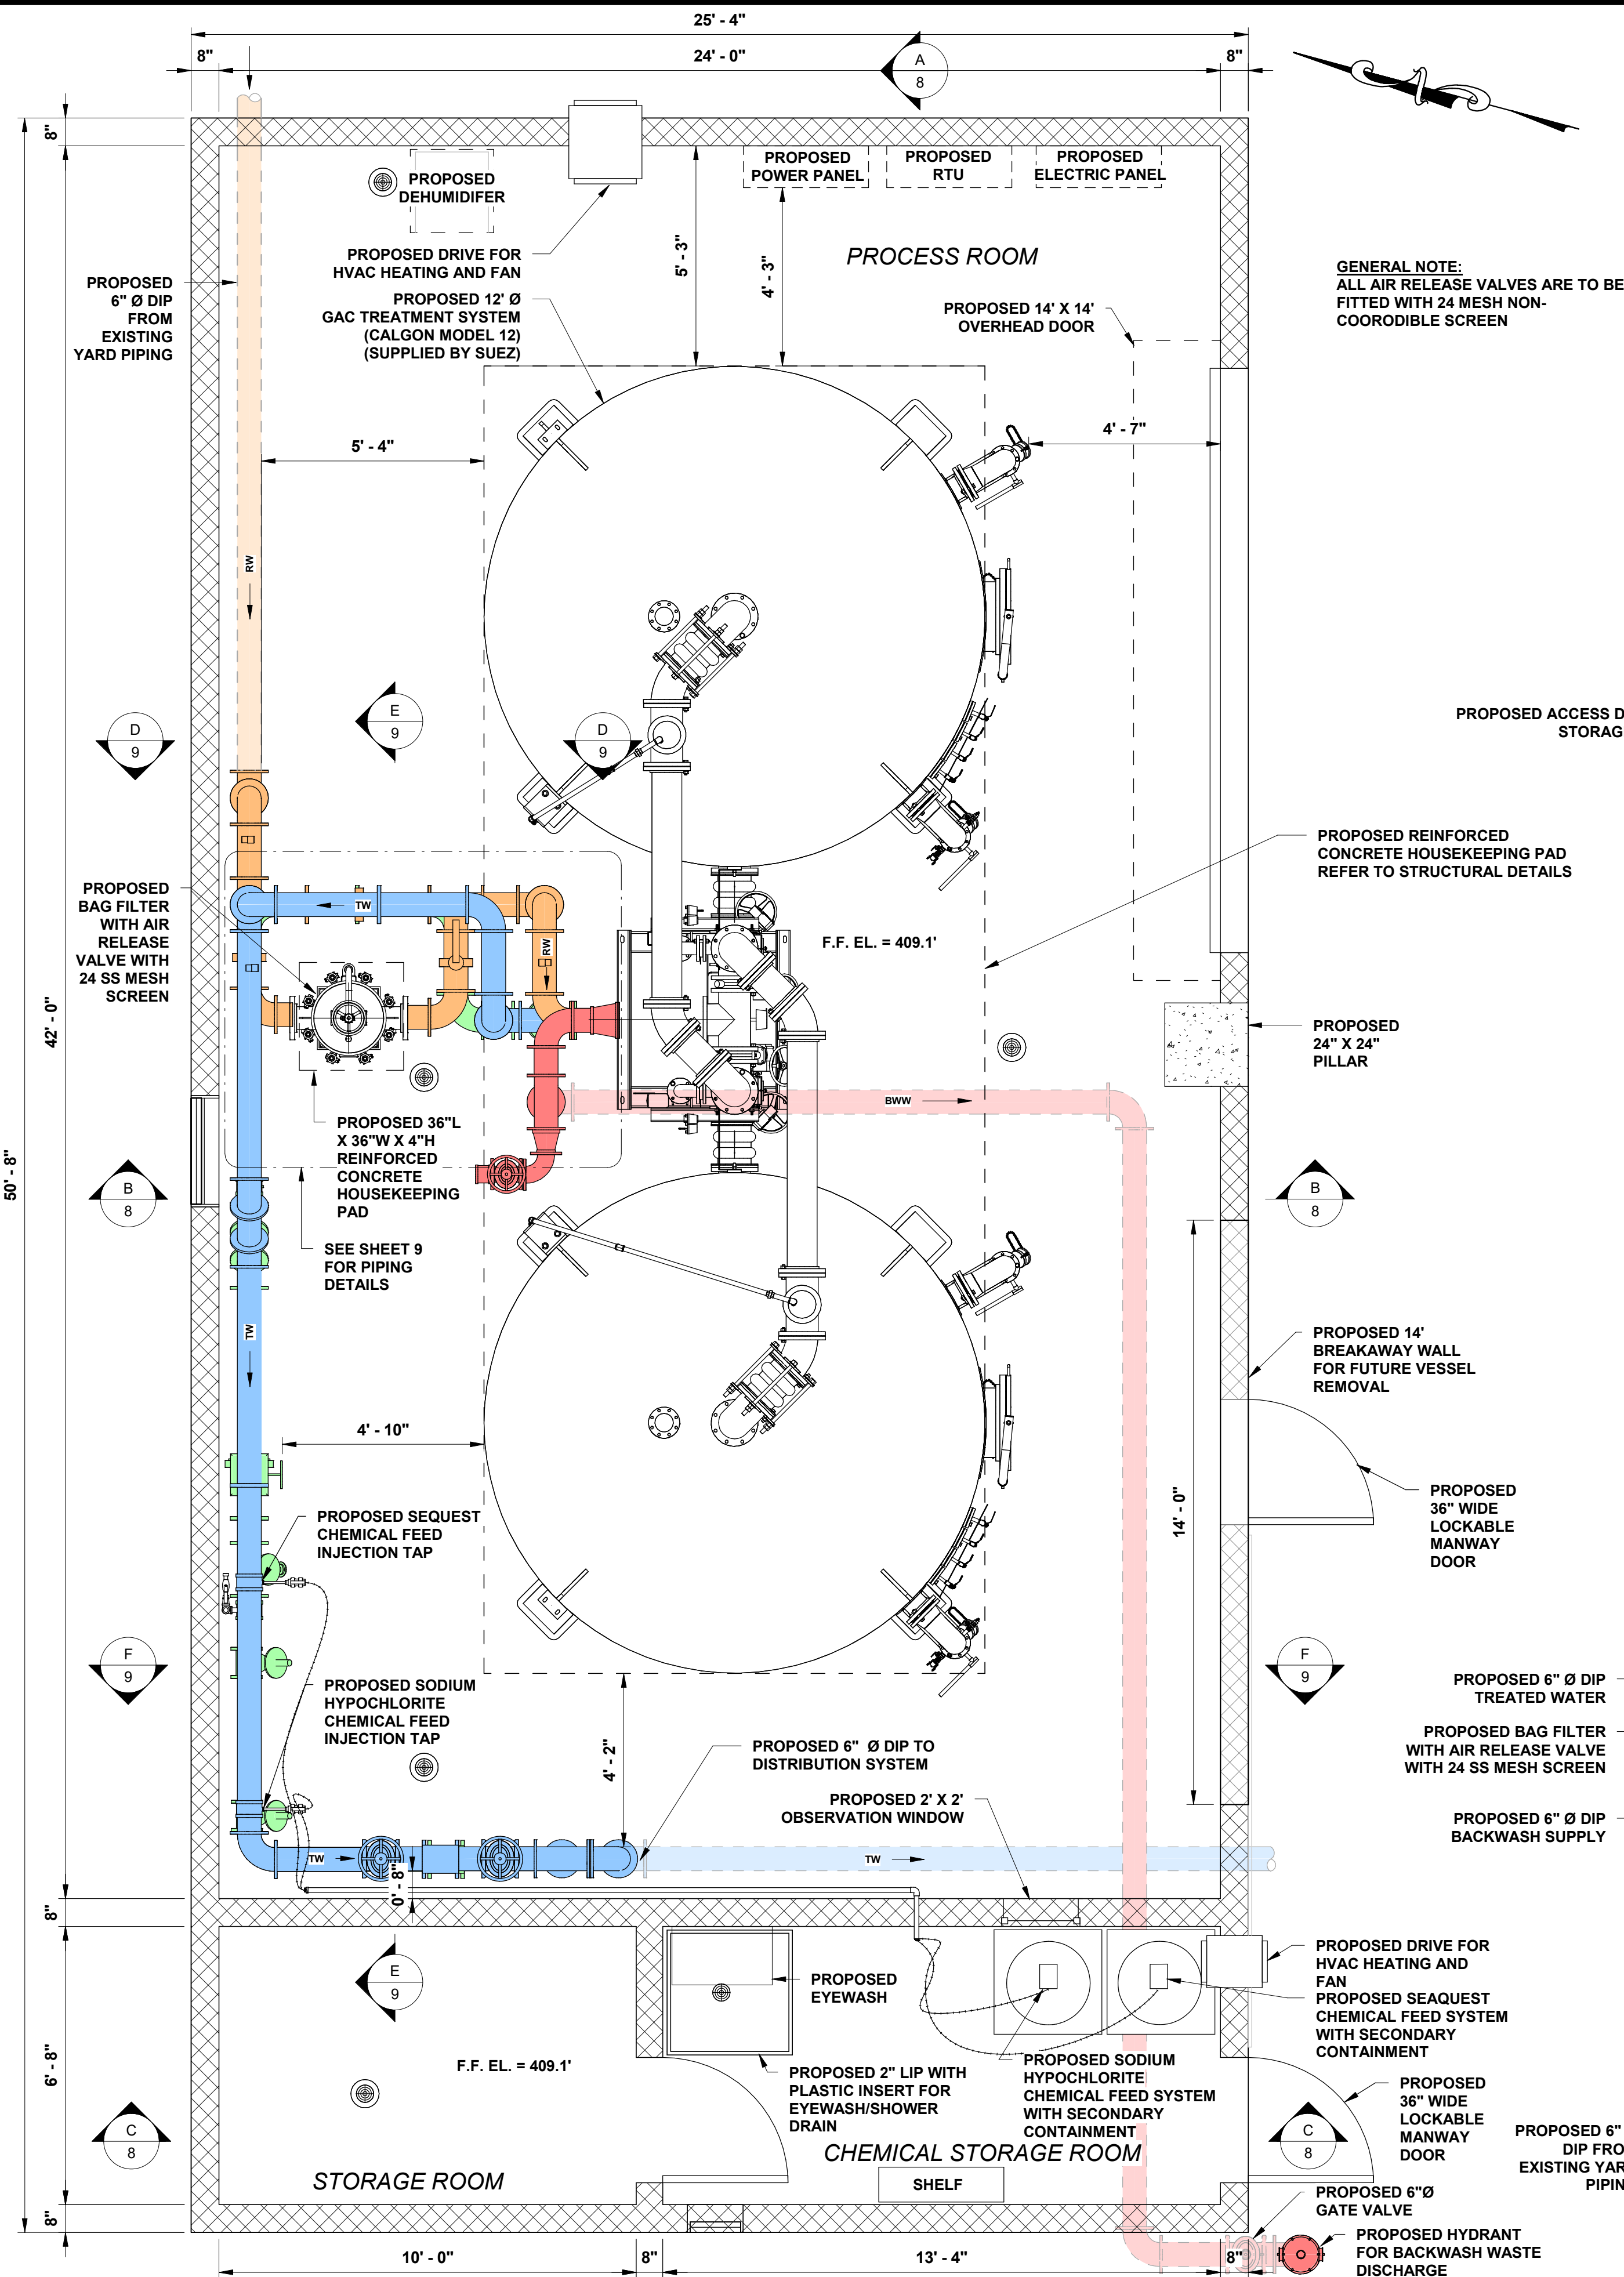 25' - 4"
8"
24' - 0"
8"
A
8
8"
PROPOSED
DEHUMIDIFER
PROPOSED
POWER PANEL
PROPOSED
RTU
PROPOSED
ELECTRIC PANEL
PROPOSED DRIVE FOR
HVAC HEATING AND FAN
5' - 3"
4' - 3"
PROCESS ROOM
GENERAL NOTE:
ALL AIR RELEASE VALVES ARE TO BE
FITTED WITH 24 MESH NON-
COORODIBLE SCREEN
PROPOSED
6" Ø DIP
FROM
EXISTING
YARD PIPING
PROPOSED 12' Ø
GAC TREATMENT SYSTEM
(CALGON MODEL 12)
(SUPPLIED BY SUEZ)
PROPOSED 14' X 14'
OVERHEAD DOOR
5' - 4"
4' - 7"
RW
D
9
E
9
D
9
PROPOSED ACCESS D
STORAG
PROPOSED REINFORCED
CONCRETE HOUSEKEEPING PAD
REFER TO STRUCTURAL DETAILS
PROPOSED
BAG FILTER
WITH AIR
RELEASE
VALVE WITH
24 SS MESH
SCREEN
TW
RW
F.F. EL. = 409.1'
42' - 0"
50' - 8"
PROPOSED
24" X 24"
PILLAR
BWW
PROPOSED 36"L
X 36"W X 4"H
REINFORCED
CONCRETE
HOUSEKEEPING
PAD
B
8
B
8
SEE SHEET 9
FOR PIPING
DETAILS
TW
PROPOSED 14'
BREAKAWAY WALL
FOR FUTURE VESSEL
REMOVAL
4' - 10"
14' - 0"
PROPOSED
36" WIDE
LOCKABLE
MANWAY
DOOR
PROPOSED SEQUEST
CHEMICAL FEED
INJECTION TAP
F
9
F
9
PROPOSED SODIUM
HYPOCHLORITE
CHEMICAL FEED
INJECTION TAP
PROPOSED 6" Ø DIP
TREATED WATER
PROPOSED BAG FILTER
WITH AIR RELEASE VALVE
WITH 24 SS MESH SCREEN
PROPOSED 6" Ø DIP
BACKWASH SUPPLY
4' - 2"
PROPOSED 6" Ø DIP TO
DISTRIBUTION SYSTEM
PROPOSED 2' X 2'
OBSERVATION WINDOW
TW
TW
0' - 8"
8"
E
9
PROPOSED
EYEWASH
PROPOSED DRIVE FOR
HVAC HEATING AND
FAN
PROPOSED SEAQUEST
CHEMICAL FEED SYSTEM
WITH SECONDARY
CONTAINMENT
6' - 8"
F.F. EL. = 409.1'
PROPOSED 2" LIP WITH
PLASTIC INSERT FOR
EYEWASH/SHOWER
DRAIN
PROPOSED SODIUM
HYPOCHLORITE
CHEMICAL FEED SYSTEM
WITH SECONDARY
CONTAINMENT
PROPOSED
36" WIDE
LOCKABLE
MANWAY
DOOR
C
8
C
8
PROPOSED 6"
DIP FRO
EXISTING YAR
PIPIN
STORAGE ROOM
CHEMICAL STORAGE ROOM
SHELF
PROPOSED 6"Ø
GATE VALVE
8"
PROPOSED HYDRANT
FOR BACKWASH WASTE
DISCHARGE
10' - 0"
8"
13' - 4"
8"